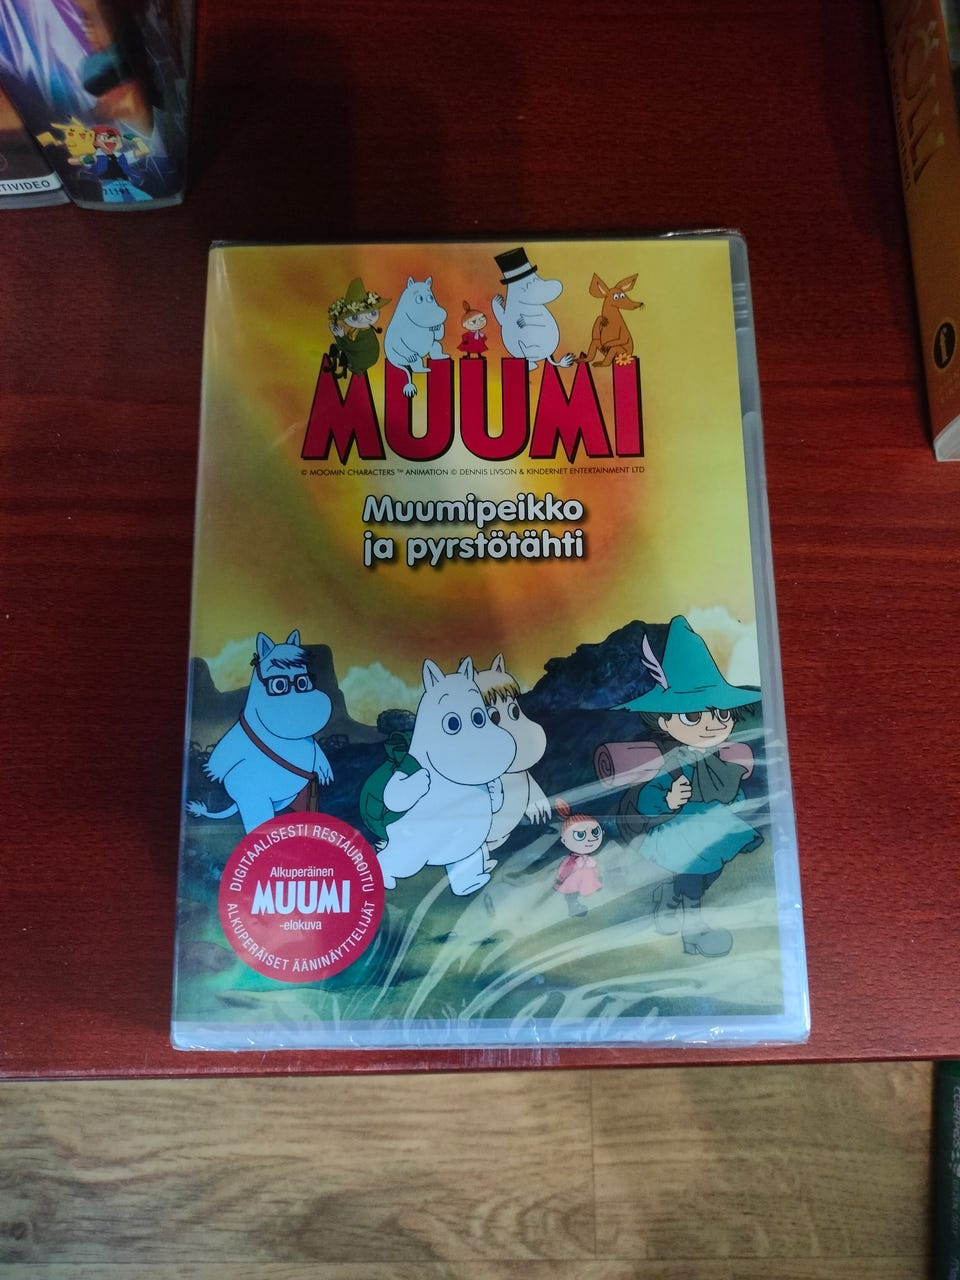 TIVIDEO
MUUMI
© MOOMIN CHARACTERS ™ ANIMATION © DENNIS LIVSON & KINDERNET ENTERTAINMENT LTD
Muumipeikko
ja pyrstötähti
DIGITAALISESTI RESTAUROITU
Alkuperäinen
MUUMI
-elokuva
ALKUPERÄISET ÄÄNINÄYTTELIJÄT